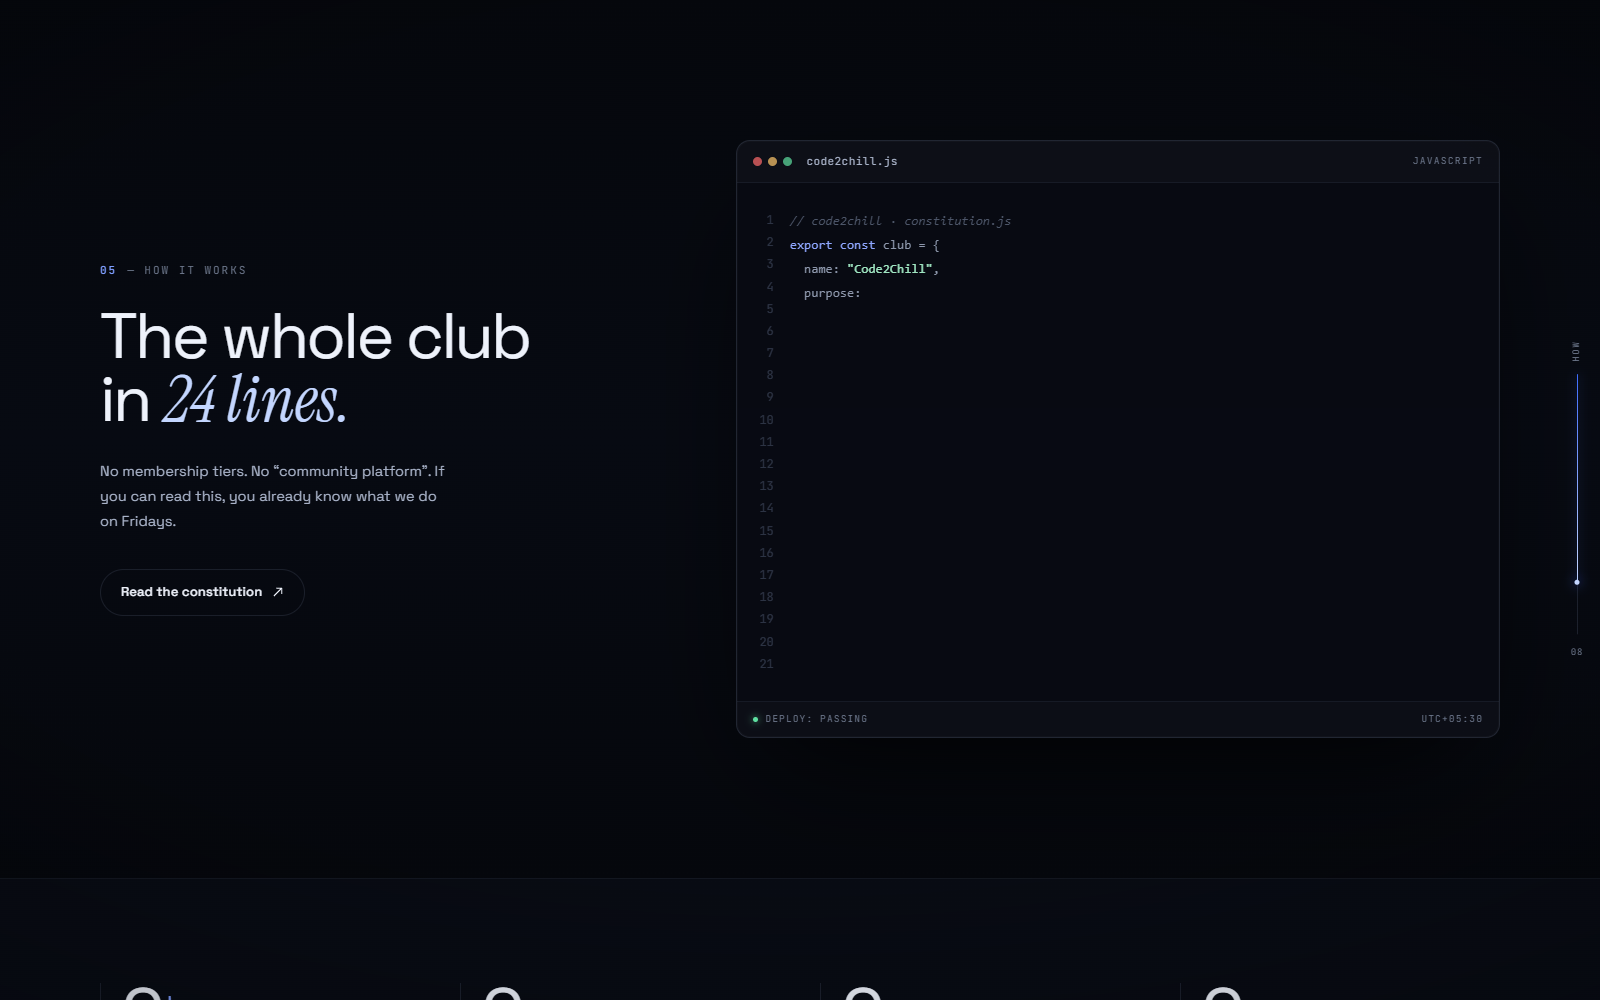 05 — HOW IT WORKS
The whole club
in 24 lines.
No membership tiers. No “community platform”. If
you can read this, you already know what we do
on Fridays.
Read the constitution ↗
code2chill.js
JAVASCRIPT
1 // code2chill · constitution.js
2 export const club = {
3 name: "Code2Chill",
4 purpose:
5
6
7
8
9
10
11
12
13
14
15
16
17
18
19
20
21
DEPLOY: PASSING
UTC+05:30
HOW
08